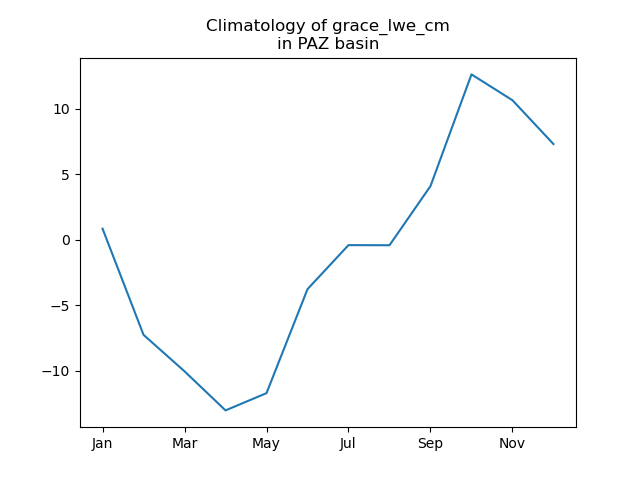 Climatology of grace_lwe_cm
in PAZ basin
10
5
0
−5
−10
Jan
Mar
May
Jul
Sep
Nov